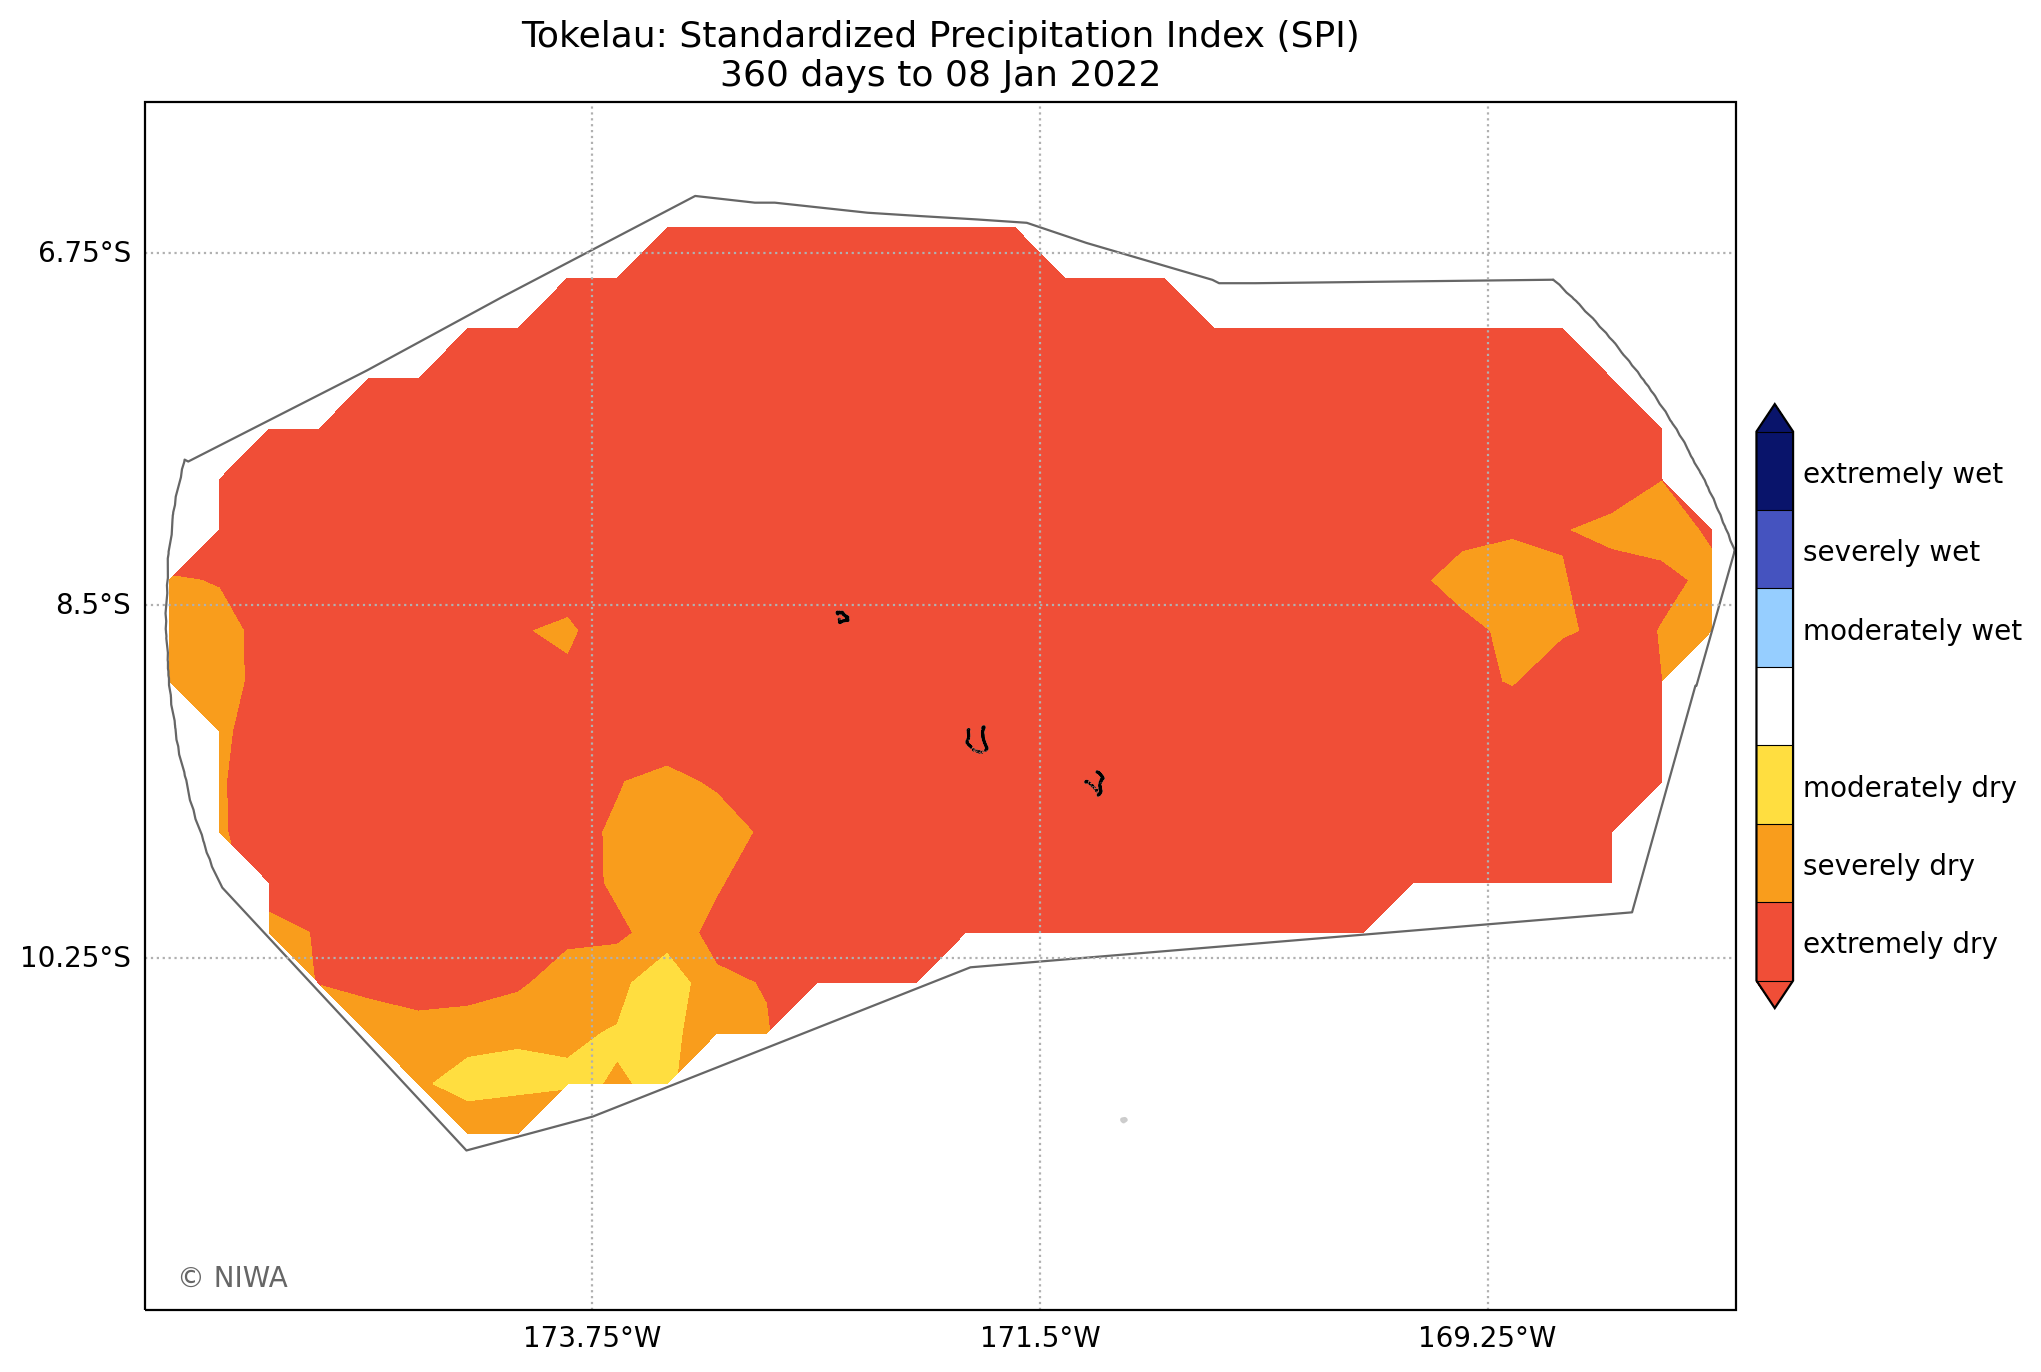 Tokelau: Standardized Precipitation Index (SPI)
360 days to 08 Jan 2022
6.75°S
8.5°S
10.25°S
173.75°W
171.5°W
169.25°W
extremely wet
severely wet
moderately wet
moderately dry
severely dry
extremely dry
© NIWA